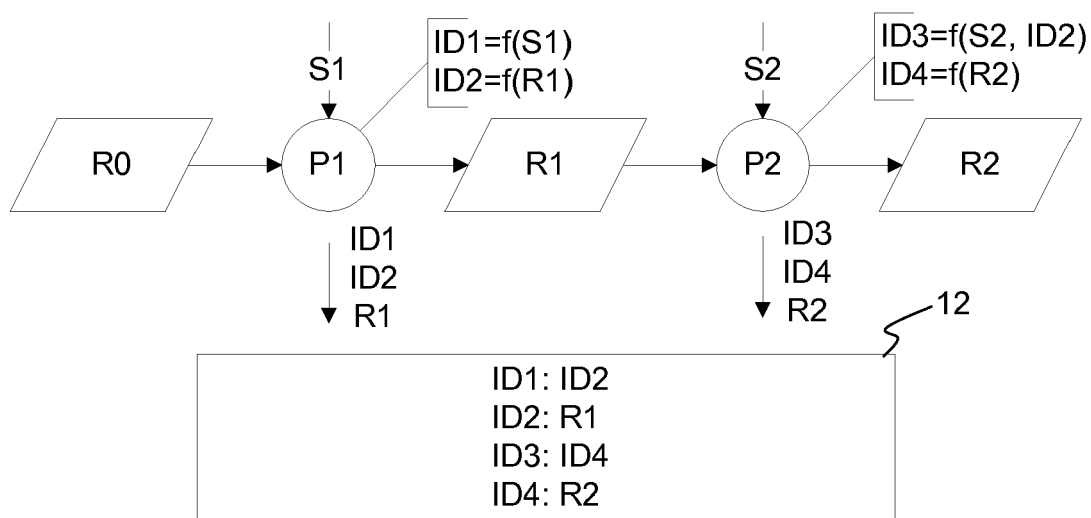 ID1=f(S1)
ID2=f(R1)
ID3=f(S2, ID2)
ID4=f(R2)
S1
S2
R0
P1
R1
P2
R2
ID1
ID2
R1
ID3
ID4
R2
12
ID1: ID2
ID2: R1
ID3: ID4
ID4: R2